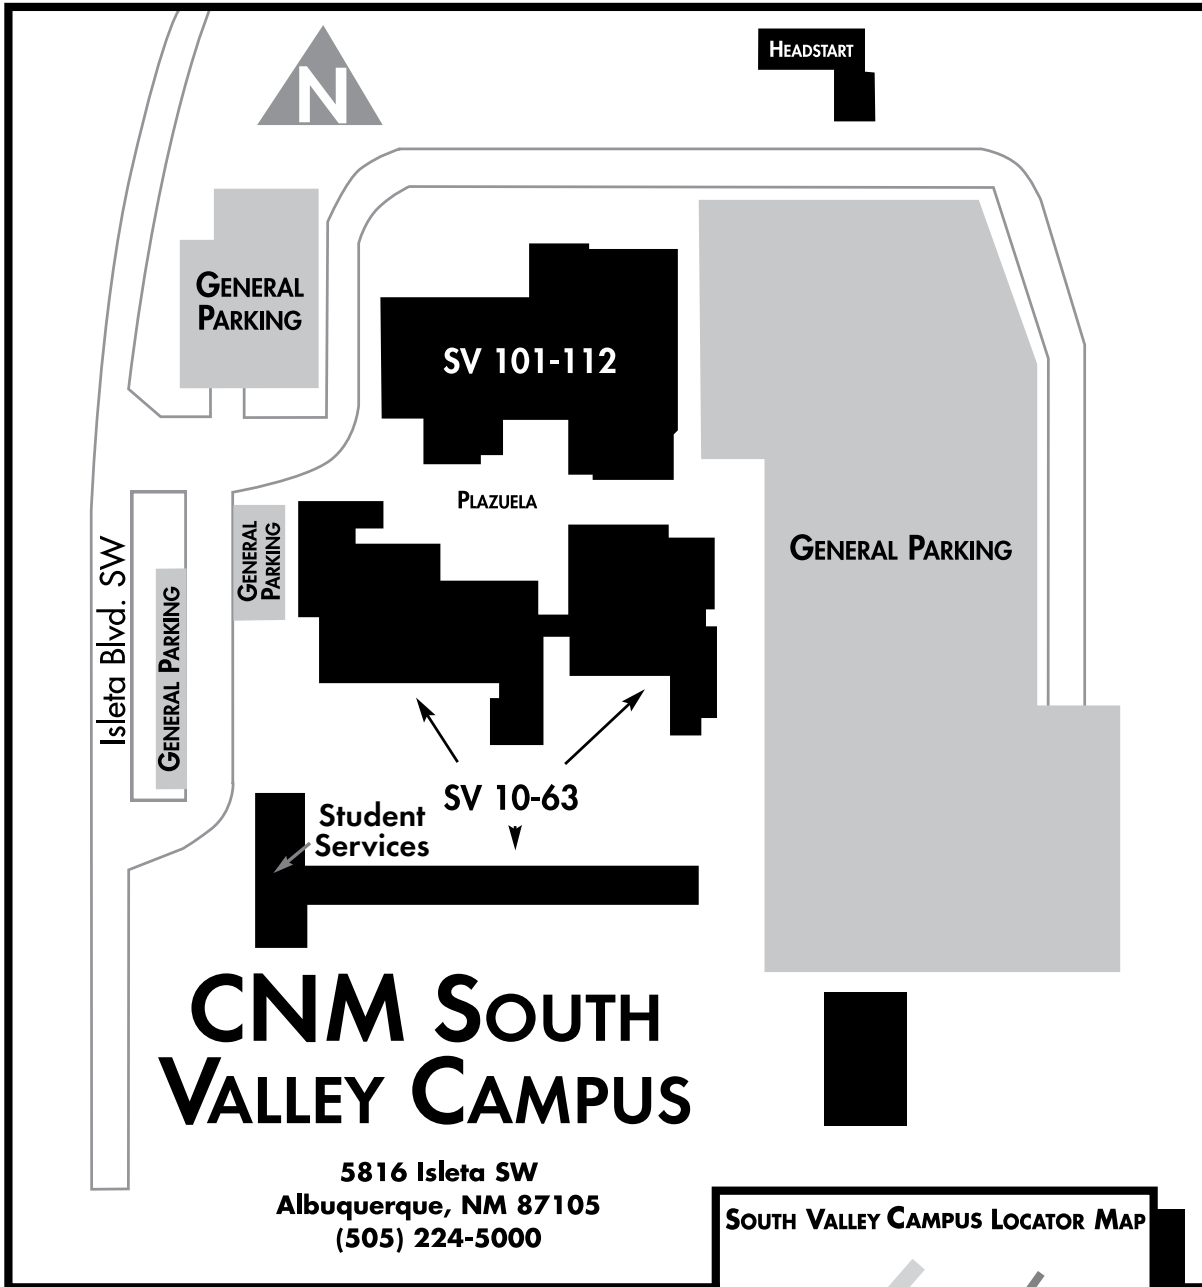 HEADSTART
N
GENERAL
PARKING
SV 101-112
PLAZUELA
GENERAL
PARKING
GENERAL PARKING
Isleta Blvd. SW
GENERAL PARKING
SV 10-63
Student
Services
CNM SOUTH
VALLEY CAMPUS
5816 Isleta SW
Albuquerque, NM 87105
(505) 224-5000
SOUTH VALLEY CAMPUS LOCATOR MAP